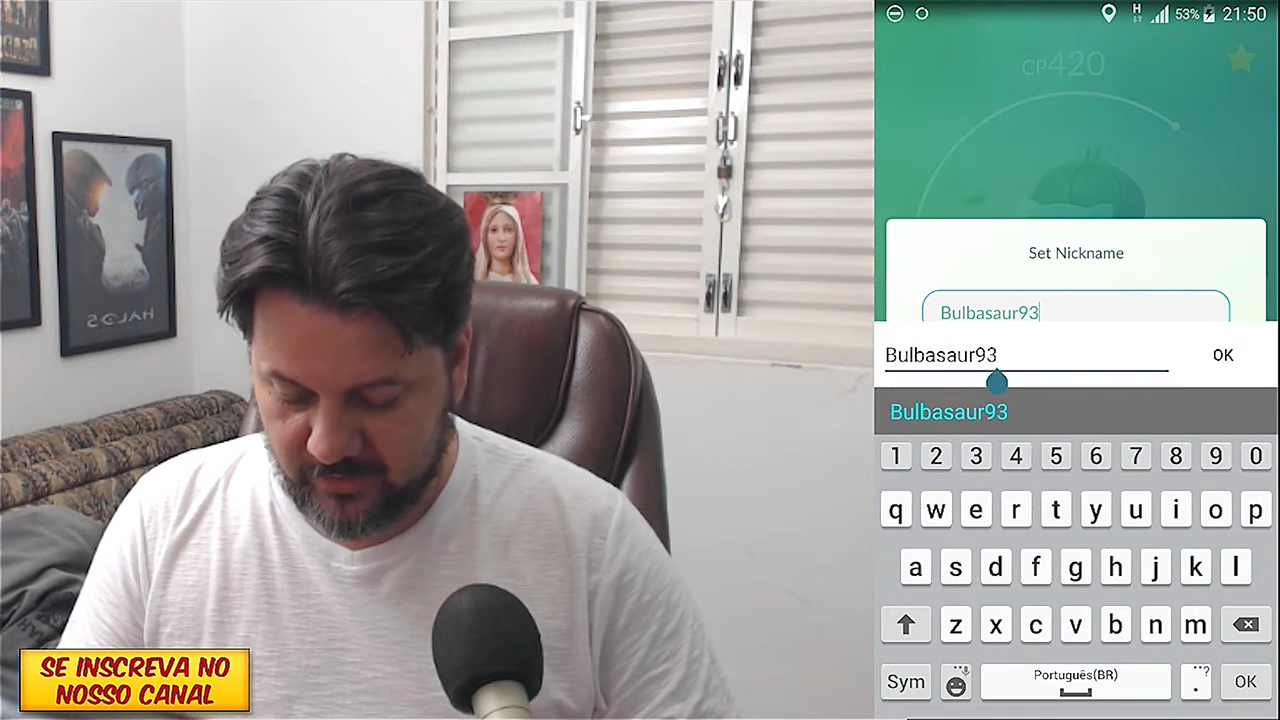 HALO 5
SE INSCREVA NO
NOSSO CANAL
H
53%
21:50
CP420
Set Nickname
Bulbasaur93
Bulbasaur93
OK
Bulbasaur93
1 2 3 4 5 6 7 8 9 0
q w e r t y u i o p
a s d f g h j k l
z x c v b n m
Sym
Português(BR)
. ?
OK